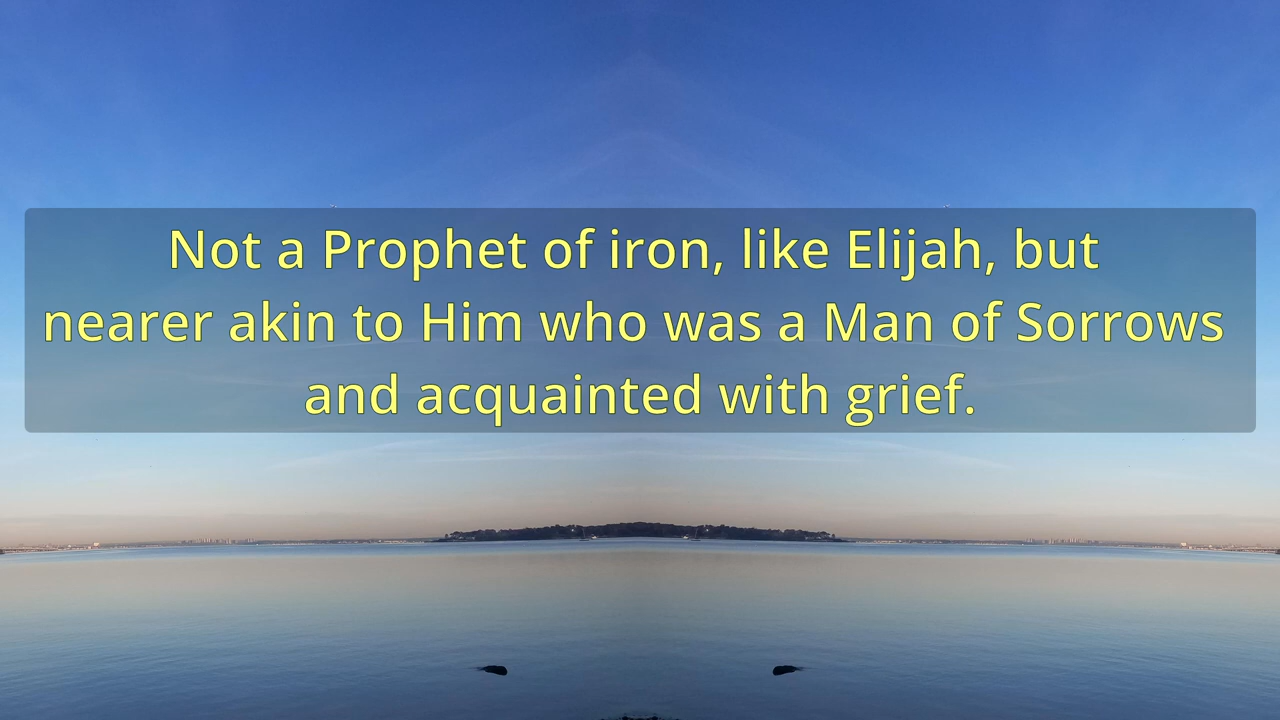 Not a Prophet of iron, like Elijah, but
nearer akin to Him who was a Man of Sorrows
and acquainted with grief.